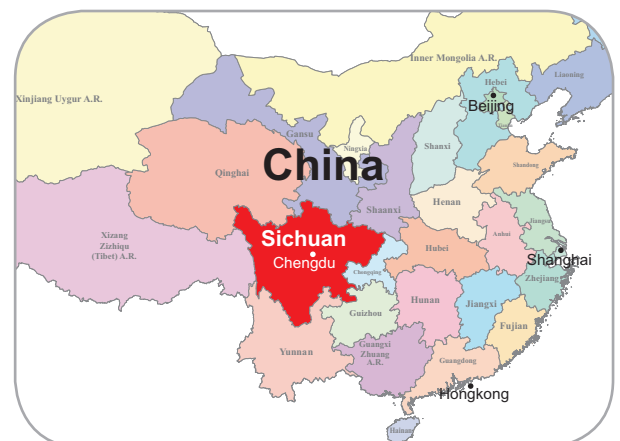 Inner Mongolia A.R.
Liaoning
Hebei
Xinjiang Uygur A.R.
Beijing
Gansu
Shanxi
Ningxia
China
Shandong
Qinghai
Henan
Shaanxi
Jiangsu
Anhui
Sichuan
Xizang
Zizhiqu
(Tibet) A.R.
Hubei
Shanghai
Chengdu
Chongqing
Zhejiang
Hunan
Jiangxi
Guizhou
Fujian
Guangxi
Zhuang
A.R.
Yunnan
Guangdong
Hongkong
Hainan